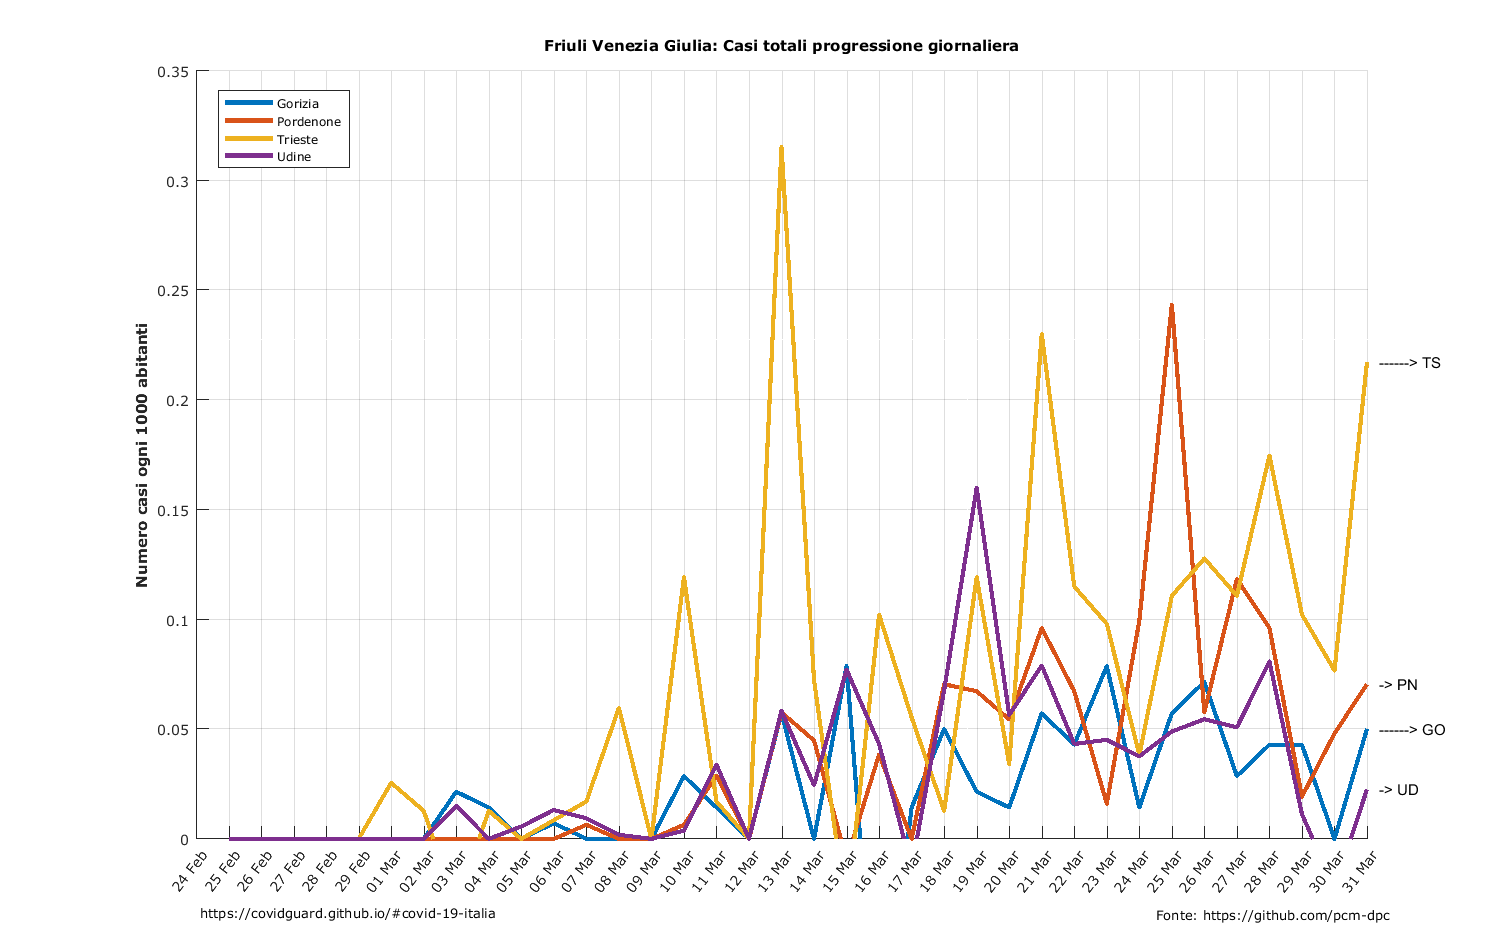 Friuli Venezia Giulia: Casi totali progressione giornaliera
0.35
0.3
0.25
0.2
0.15
0.1
0.05
0
Numero casi ogni 1000 abitanti
Gorizia
Pordenone
Trieste
Udine
------> TS
-> PN
------> GO
-> UD
24 Feb
25 Feb
26 Feb
27 Feb
28 Feb
29 Feb
01 Mar
02 Mar
03 Mar
04 Mar
05 Mar
06 Mar
07 Mar
08 Mar
09 Mar
10 Mar
11 Mar
12 Mar
13 Mar
14 Mar
15 Mar
16 Mar
17 Mar
18 Mar
19 Mar
20 Mar
21 Mar
22 Mar
23 Mar
24 Mar
25 Mar
26 Mar
27 Mar
28 Mar
29 Mar
30 Mar
31 Mar
https://covidguard.github.io/#covid-19-italia
Fonte: https://github.com/pcm-dpc